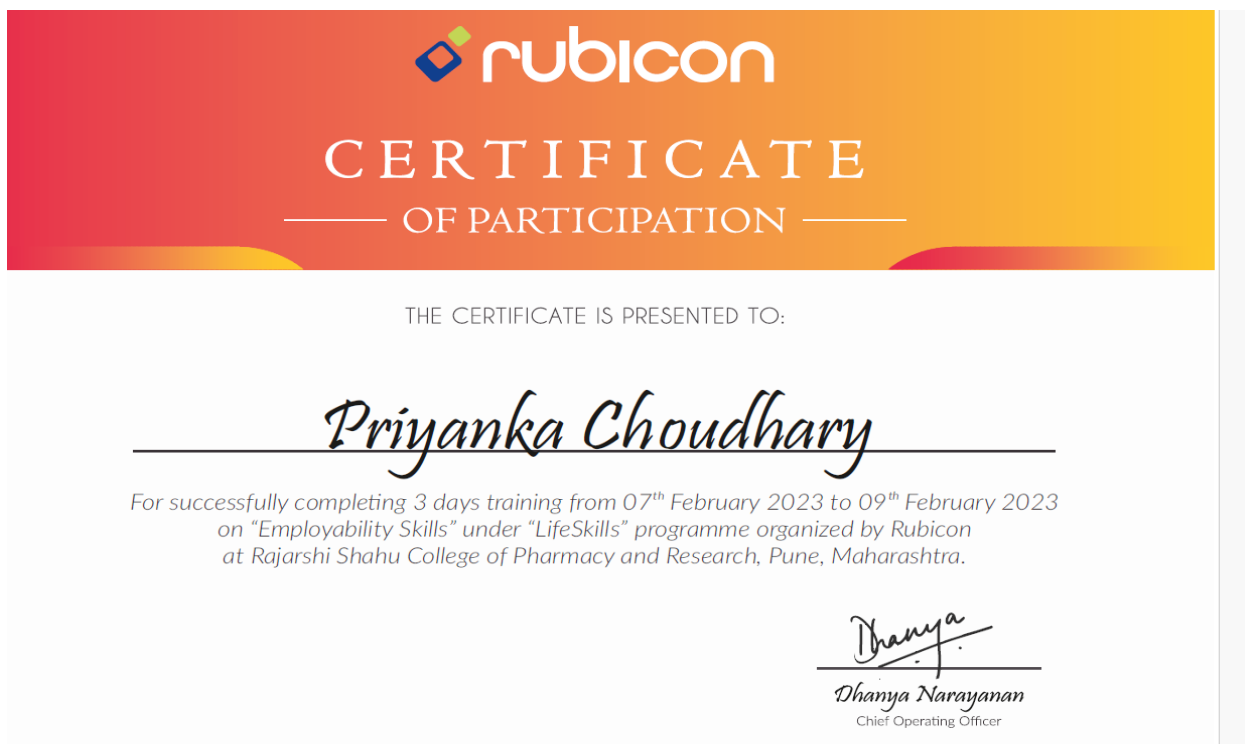 rubicon
CERTIFICATE
OF PARTICIPATION
THE CERTIFICATE IS PRESENTED TO:
Priyanka Choudhary
For successfully completing 3 days training from 07th February 2023 to 09th February 2023
on “Employability Skills” under “LifeSkills” programme organized by Rubicon
at Rajarshi Shahu College of Pharmacy and Research, Pune, Maharashtra.
Dhanya
Dhanya Narayanan
Chief Operating Officer